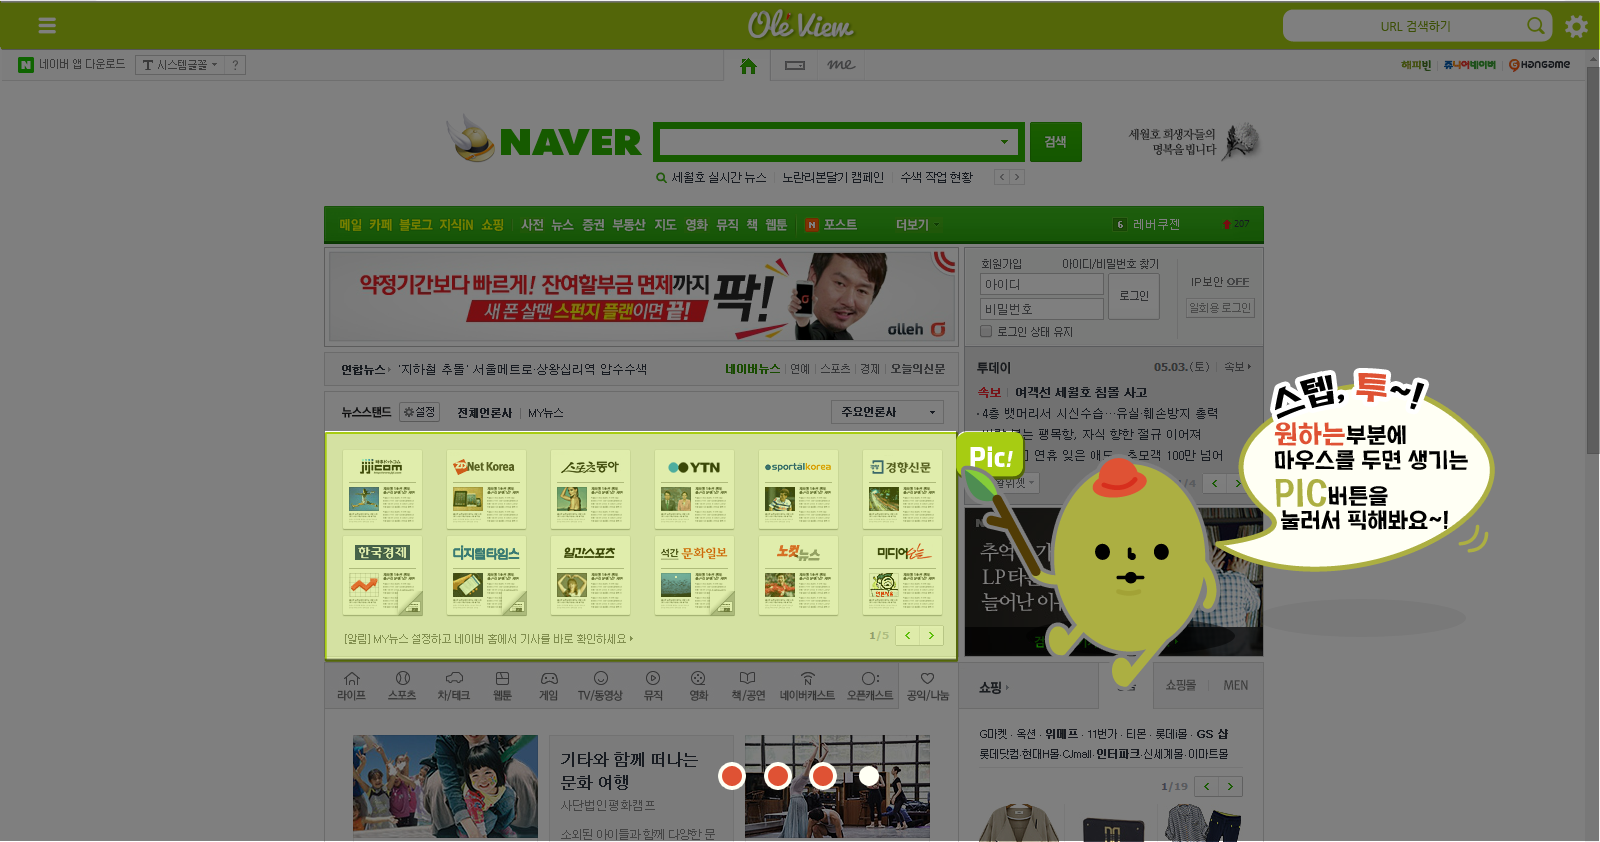 Ole View
URL 검색하기
네이버 앱 다운로드
T 시스템글꼴
?
me
해피빈
쥬니어네이버
Hangame
NAVER
검색
세월호 희생자들의
명복을 빕니다
세월호 실시간 뉴스
노란리본달기 캠페인
수색 작업 현황
메일 카페 블로그 지식iN 쇼핑 사전 뉴스 증권 부동산 지도 영화 뮤직 책 웹툰 포스트 더보기
6 레버쿠젠 207
약정기간보다 빠르게! 잔여할부금 면제까지 팍!
새 폰 살땐 스펀지 플랜이면 끝!
olleh
회원가입
아이디/비밀번호 찾기
아이디
비밀번호
로그인
로그인 상태 유지
IP보안 OFF
일회용 로그인
연합뉴스 '지하철 추돌' 서울메트로·상왕십리역 압수수색
네이버뉴스 연예 스포츠 경제 오늘의신문
투데이 05.03.(토) 속보
속보 여객선 세월호 침몰 사고
4층 뱃머리서 시신수습…유실·훼손방지 총력
팽목항, 자식 향한 절규 이어져
연휴 잊은 애도 추모객 100만 넘어
뉴스스탠드 설정 전체언론사 MY뉴스
주요언론사
jjicom
ZDNet Korea
스포츠동아
YTN
sportalkorea
경향신문
한국경제
디지털타임스
일간스포츠
석간 문화일보
노컷뉴스
미디어오늘
[알림] MY뉴스 설정하고 네이버 홈에서 기사를 바로 확인하세요
1/5
Pic!
스텝, 투~!
원하는부분에
마우스를 두면 생기는
PIC버튼을
눌러서 픽해봐요~!
/4
추억
LP
늘어난
라이프 스포츠 차/테크 웹툰 게임 TV/동영상 뮤직 영화 책/공연 네이버캐스트 오픈캐스트 공익/나눔
쇼핑
쇼핑몰 MEN
G마켓 · 옥션 · 위메프 · 11번가 · 티몬 · 롯데i몰 · GS 샵
롯데닷컴·현대H몰·CJmall·인터파크·신세계몰·이마트몰
1/19
기타와 함께 떠나는
문화 여행
사단법인 평화캠프
소외된 아이들과 함께 다양한 문